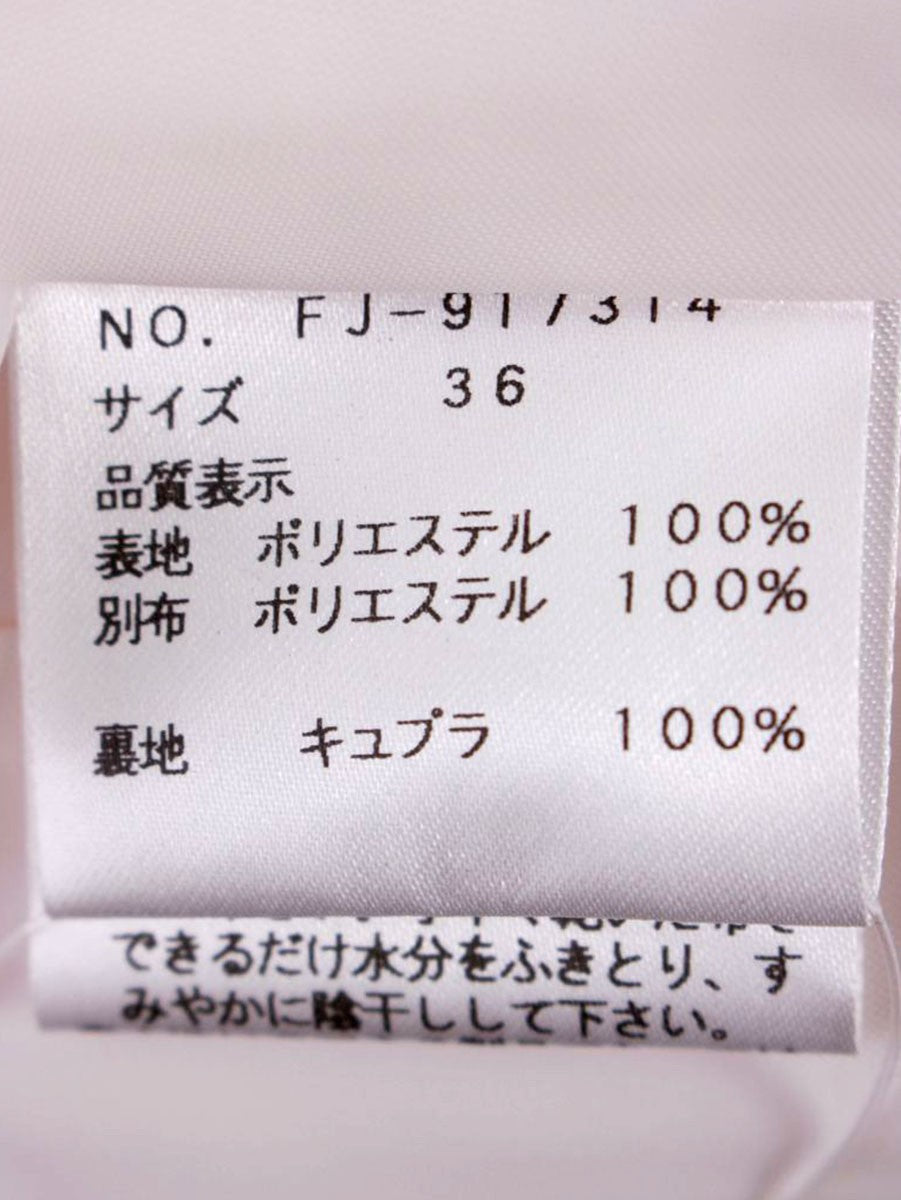 NO. FJ-917314
サイズ 36
品質表示
表地 ポリエステル 100%
別布 ポリエステル 100%
裏地 キュプラ 100%
できるだけ水分をふきとり、す
みやかに陰干しして下さい。